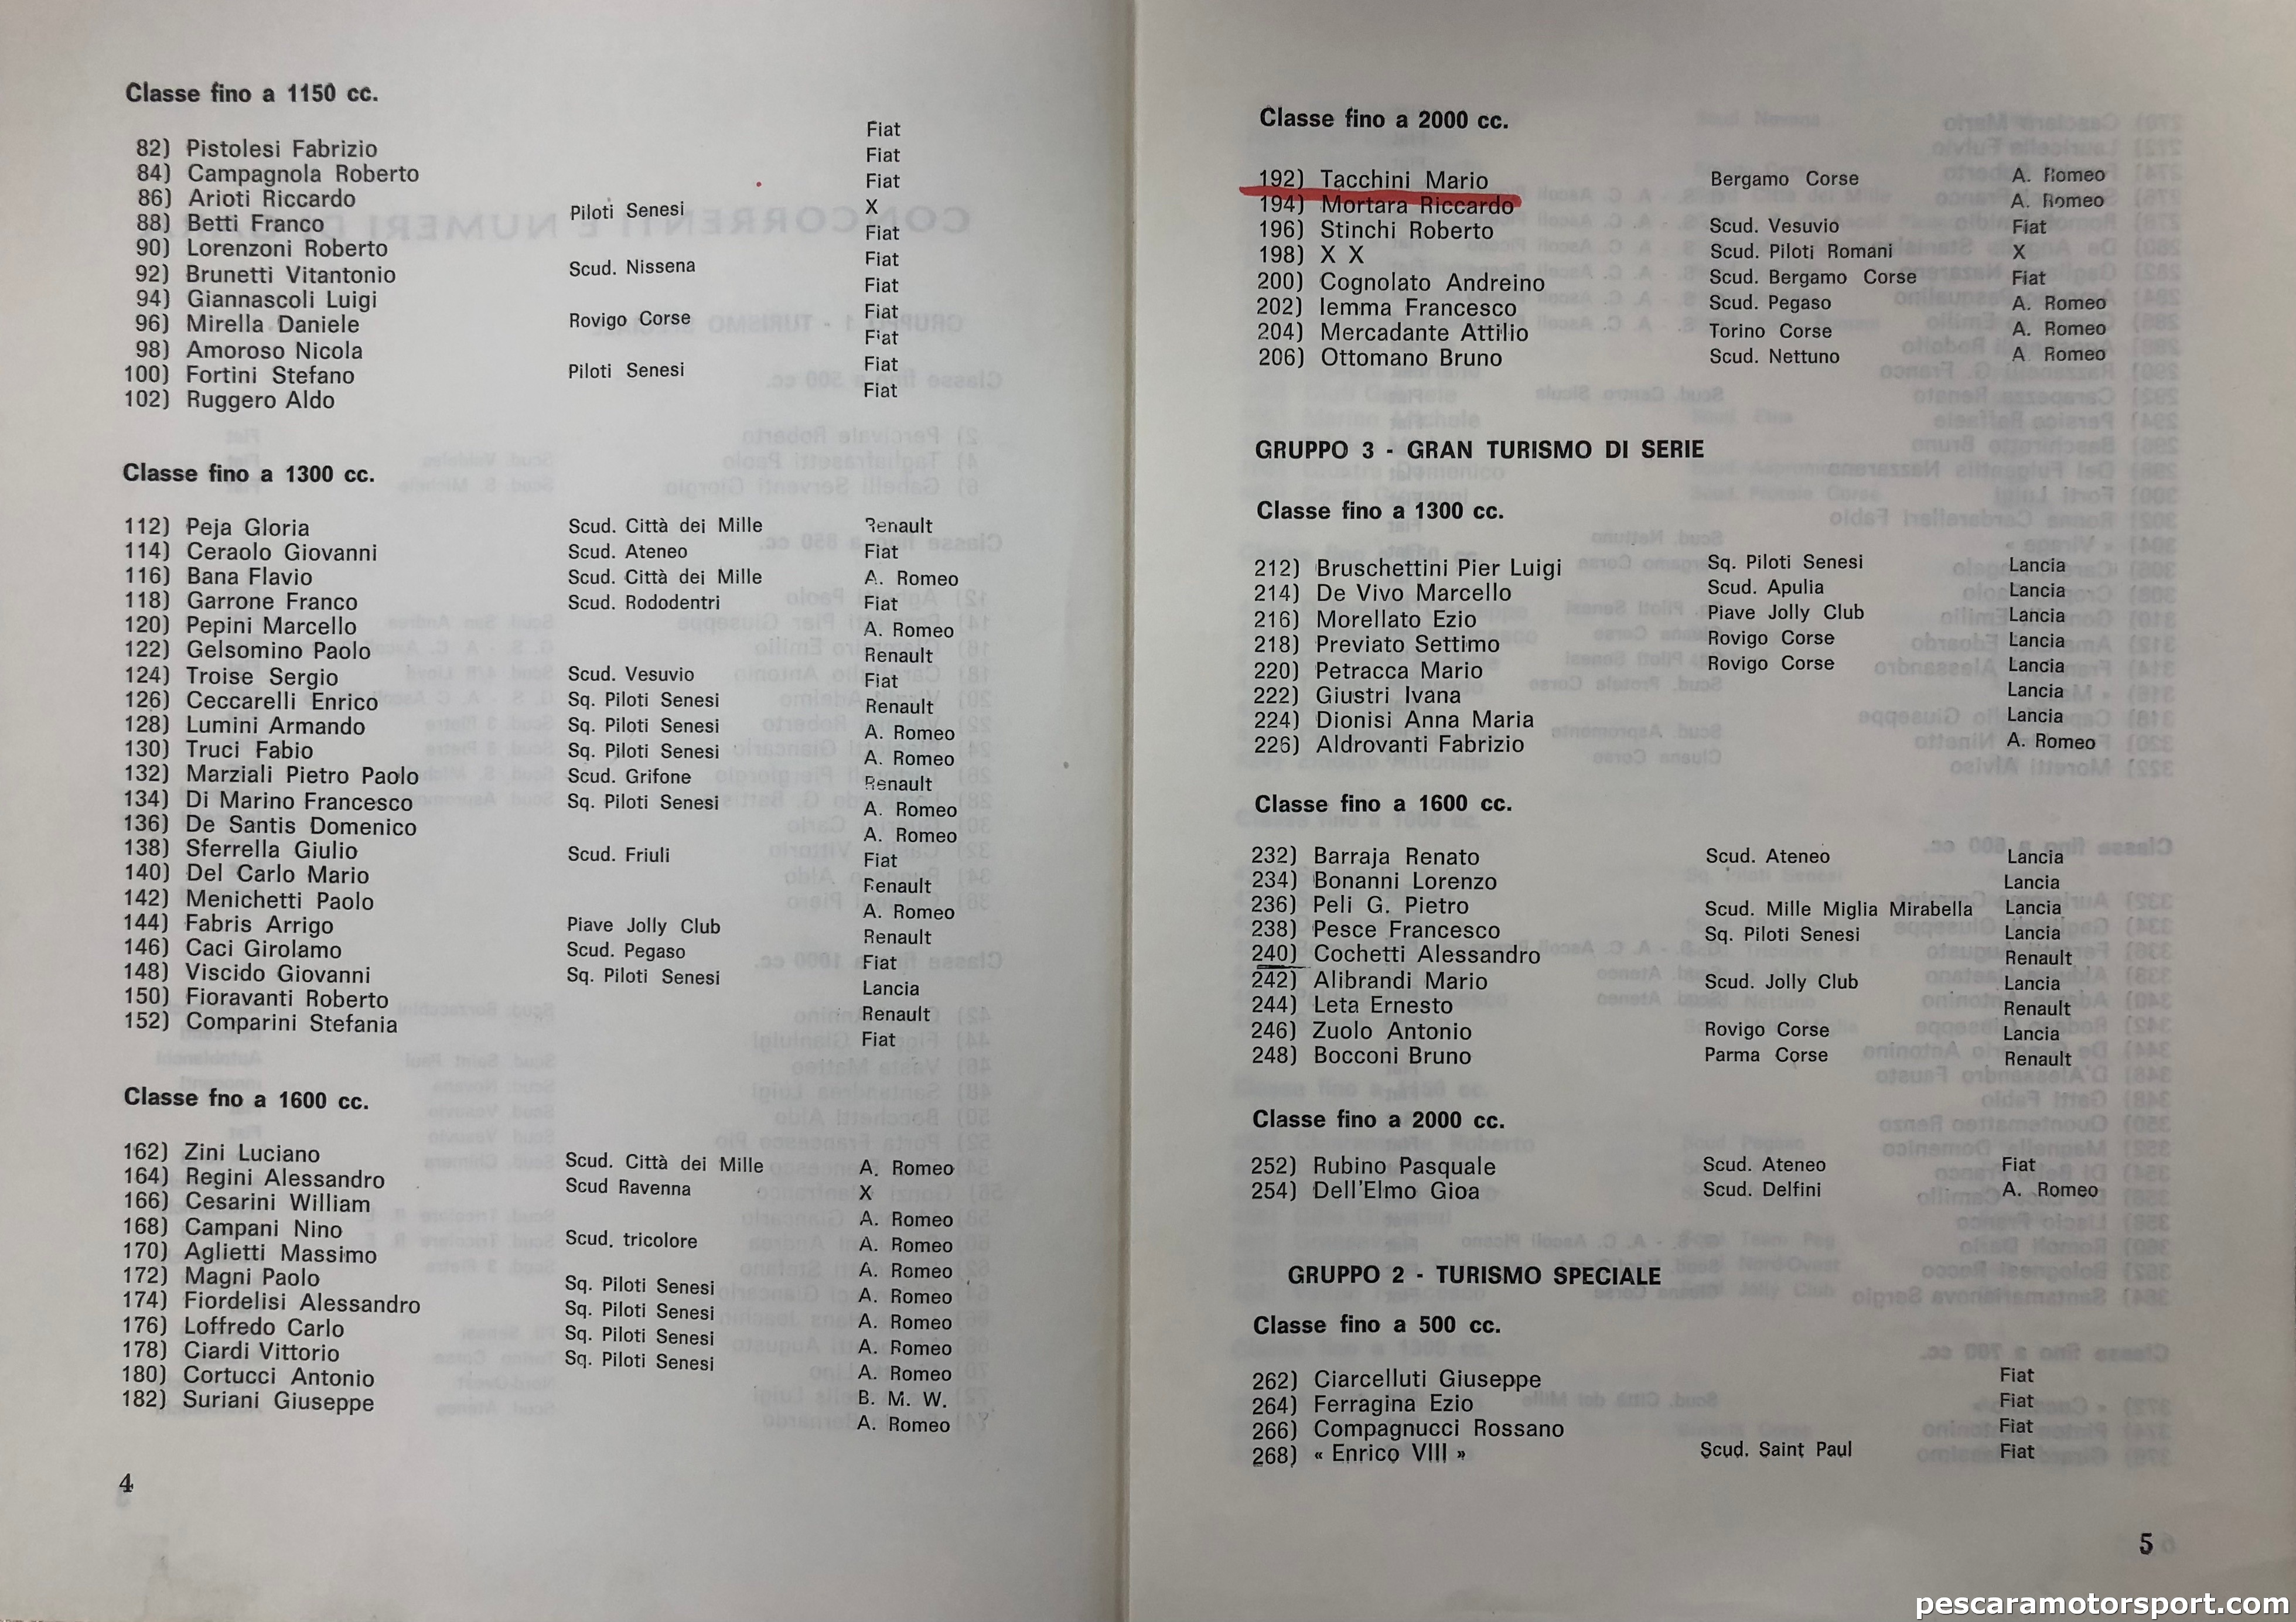 Classe fino a 1150 cc.
82) Pistolesi Fabrizio Fiat
84) Campagnola Roberto Fiat
86) Arioti Riccardo Fiat
88) Betti Franco Piloti Senesi X
90) Lorenzoni Roberto Fiat
92) Brunetti Vitantonio Scud. Nissena Fiat
94) Giannascoli Luigi Fiat
96) Mirella Daniele Rovigo Corse Fiat
98) Amoroso Nicola Fiat
100) Fortini Stefano Piloti Senesi Fiat
102) Ruggero Aldo Fiat
Classe fino a 1300 cc.
112) Peja Gloria Scud. Città dei Mille Renault
114) Ceraolo Giovanni Scud. Ateneo Fiat
116) Bana Flavio Scud. Città dei Mille A. Romeo
118) Garrone Franco Scud. Rododentri Fiat
120) Pepini Marcello A. Romeo
122) Gelsomino Paolo Renault
124) Troise Sergio Scud. Vesuvio Fiat
126) Ceccarelli Enrico Sq. Piloti Senesi Renault
128) Lumini Armando Sq. Piloti Senesi A. Romeo
130) Truci Fabio Sq. Piloti Senesi A. Romeo
132) Marziali Pietro Paolo Scud. Grifone Renault
134) Di Marino Francesco Sq. Piloti Senesi A. Romeo
136) De Santis Domenico A. Romeo
138) Sferrella Giulio Scud. Friuli Fiat
140) Del Carlo Mario Renault
142) Menichetti Paolo A. Romeo
144) Fabris Arrigo Piave Jolly Club Renault
146) Caci Girolamo Scud. Pegaso Fiat
148) Viscido Giovanni Sq. Piloti Senesi Lancia
150) Fioravanti Roberto Renault
152) Comparini Stefania Fiat
Classe fno a 1600 cc.
162) Zini Luciano Scud. Città dei Mille A. Romeo
164) Regini Alessandro Scud Ravenna X
166) Cesarini William A. Romeo
168) Campani Nino Scud. tricolore A. Romeo
170) Aglietti Massimo A. Romeo
172) Magni Paolo Sq. Piloti Senesi A. Romeo
174) Fiordelisi Alessandro Sq. Piloti Senesi A. Romeo
176) Loffredo Carlo Sq. Piloti Senesi A. Romeo
178) Ciardi Vittorio Sq. Piloti Senesi A. Romeo
180) Cortucci Antonio B. M. W.
182) Suriani Giuseppe A. Romeo
4
Classe fino a 2000 cc.
192) Tacchini Mario Bergamo Corse A. Romeo
194) Mortara Riccardo A. Romeo
196) Stinchi Roberto Scud. Vesuvio Fiat
198) X X Scud. Piloti Romani X
200) Cognolato Andreino Scud. Bergamo Corse Fiat
202) Iemma Francesco Scud. Pegaso A. Romeo
204) Mercadante Attilio Torino Corse A. Romeo
206) Ottomano Bruno Scud. Nettuno A. Romeo
GRUPPO 3 - GRAN TURISMO DI SERIE
Classe fino a 1300 cc.
212) Bruschettini Pier Luigi Sq. Piloti Senesi Lancia
214) De Vivo Marcello Scud. Apulia Lancia
216) Morellato Ezio Piave Jolly Club Lancia
218) Previato Settimo Rovigo Corse Lancia
220) Petracca Mario Rovigo Corse Lancia
222) Giustri Ivana Lancia
224) Dionisi Anna Maria Lancia
226) Aldrovanti Fabrizio A. Romeo
Classe fino a 1600 cc.
232) Barraja Renato Scud. Ateneo Lancia
234) Bonanni Lorenzo Lancia
236) Peli G. Pietro Scud. Mille Miglia Mirabella Lancia
238) Pesce Francesco Sq. Piloti Senesi Lancia
240) Cochetti Alessandro Renault
242) Alibrandi Mario Scud. Jolly Club Lancia
244) Leta Ernesto Renault
246) Zuolo Antonio Rovigo Corse Lancia
248) Bocconi Bruno Parma Corse Renault
Classe fino a 2000 cc.
252) Rubino Pasquale Scud. Ateneo Fiat
254) Dell'Elmo Gioa Scud. Delfini A. Romeo
GRUPPO 2 - TURISMO SPECIALE
Classe fino a 500 cc.
262) Ciarcelluti Giuseppe Fiat
264) Ferragina Ezio Fiat
266) Compagnucci Rossano Fiat
268) « Enrico VIII » Scud. Saint Paul Fiat
5
pescaramotorsport.com